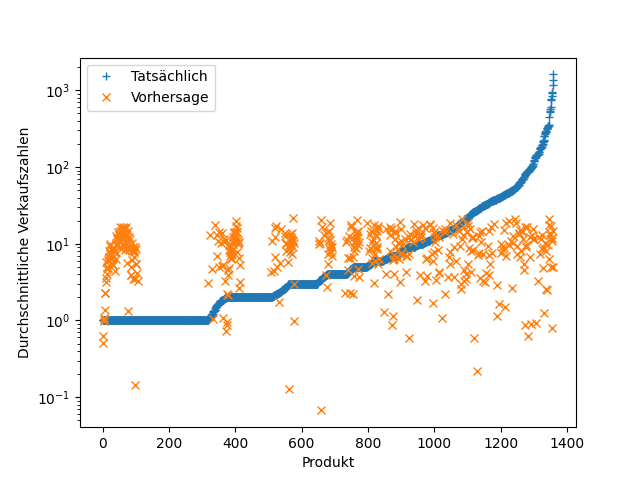 Tatsächlich
Vorhersage
Durchschnittliche Verkaufszahlen
10³
10²
10¹
10⁰
10⁻¹
0 200 400 600 800 1000 1200 1400
Produkt